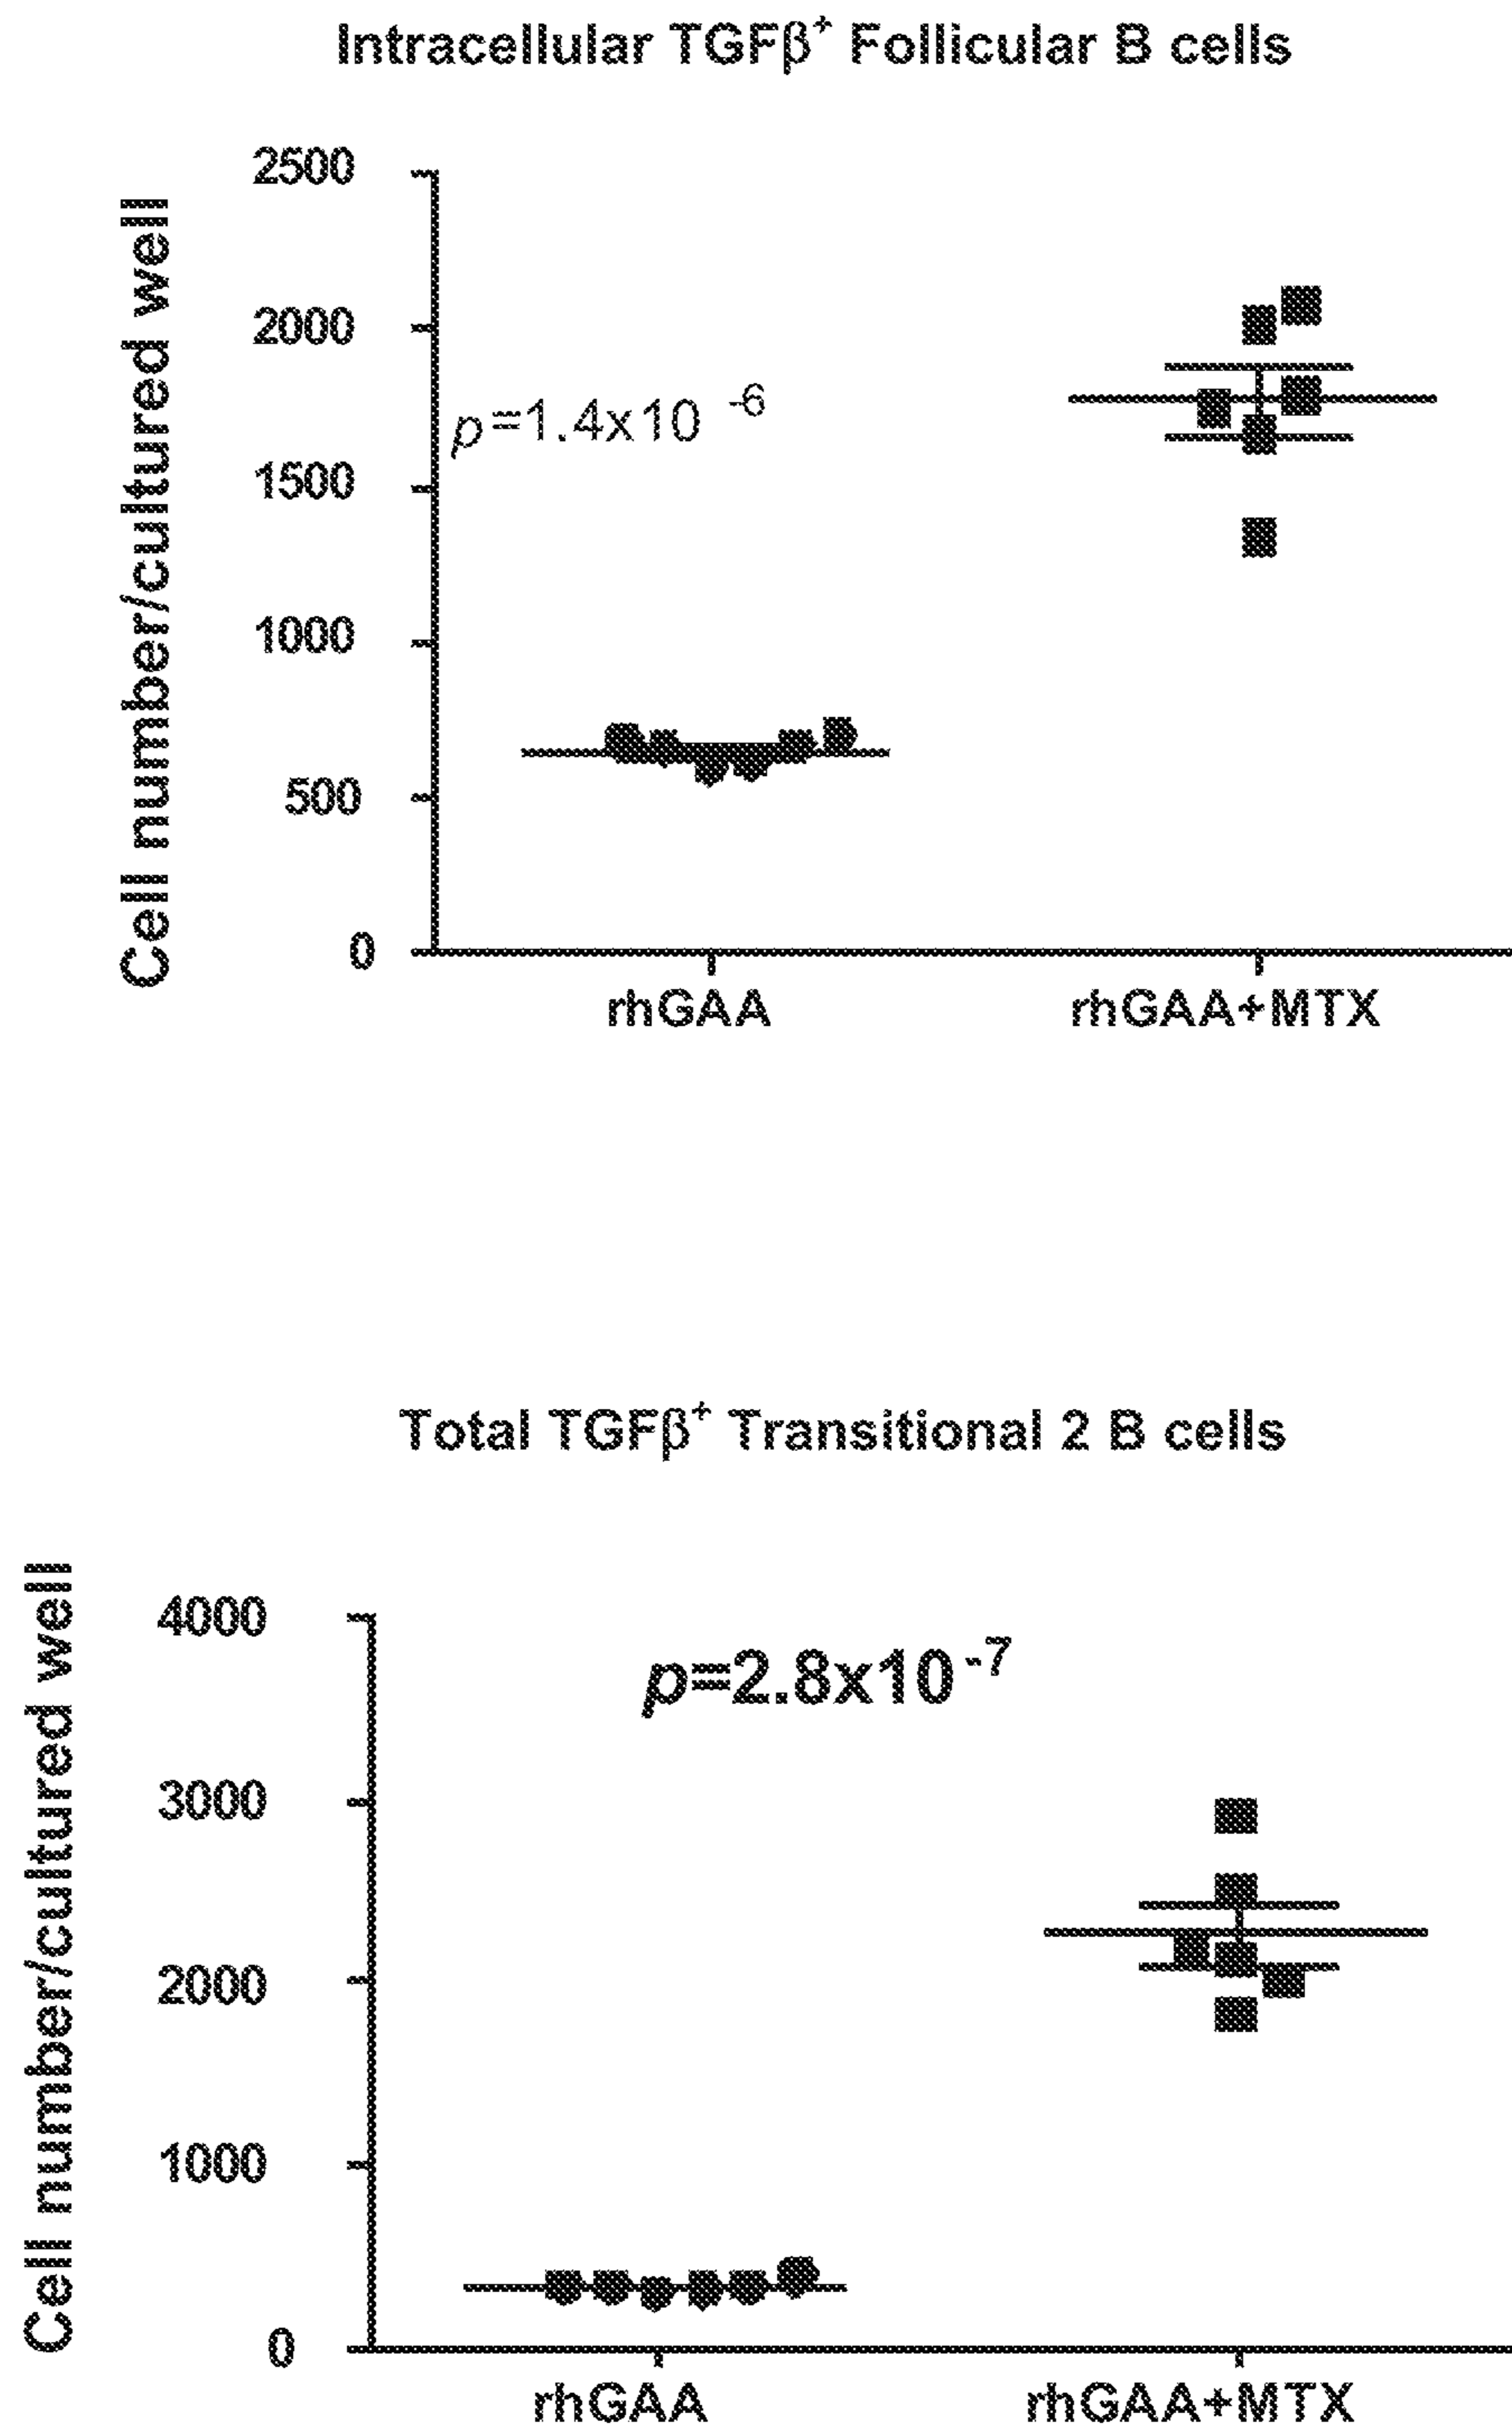 Intracellular TGFβ⁺ Follicular B cells
Cell number/cultured well
2500
2000
1500
1000
500
0
p=1.4x10 ⁻⁶
rhGAA
rhGAA+MTX
Total TGFβ⁺ Transitional 2 B cells
Cell number/cultured well
4000
3000
2000
1000
0
p=2.8x10⁻⁷
rhGAA
rhGAA+MTX